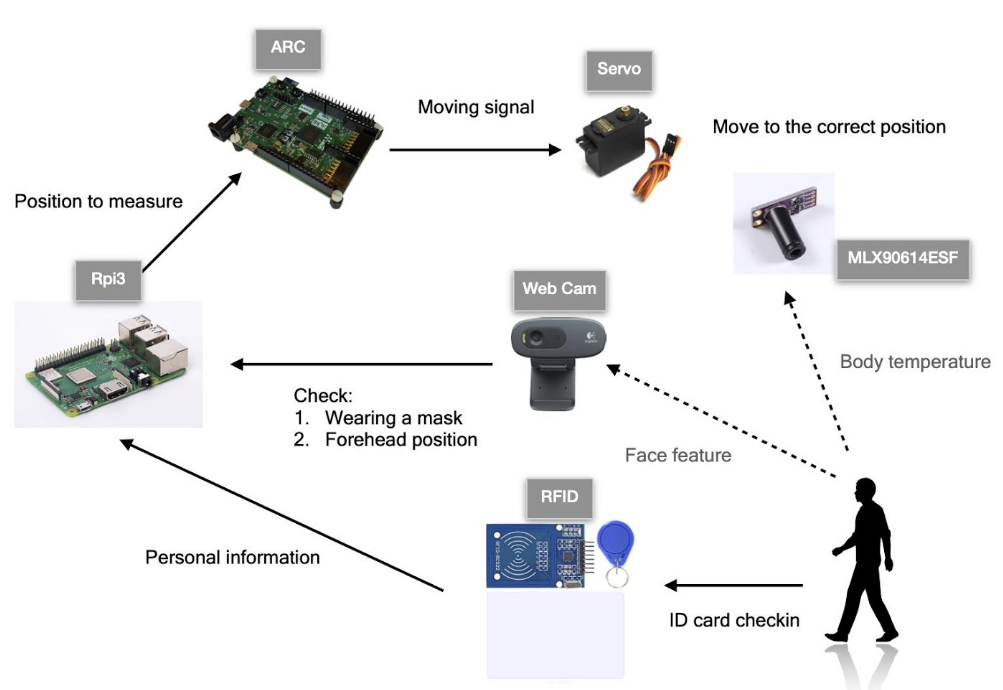 ARC
Servo
Moving signal
Move to the correct position
Position to measure
Rpi3
MLX90614ESF
Web Cam
Body temperature
Check:
1. Wearing a mask
2. Forehead position
Face feature
RFID
Personal information
ID card checkin